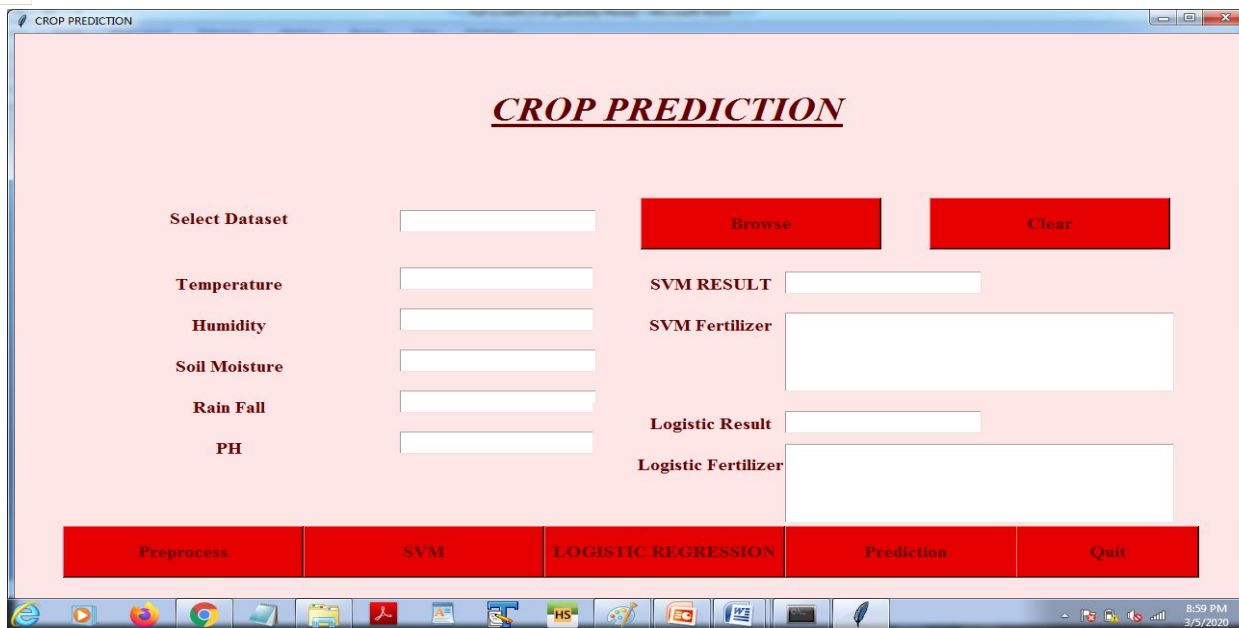 CROP PREDICTION
CROP PREDICTION
Select Dataset
Browse
Clear
Temperature
SVM RESULT
Humidity
SVM Fertilizer
Soil Moisture
Rain Fall
Logistic Result
PH
Logistic Fertilizer
Preprocess
SVM
LOGISTIC REGRESSION
Prediction
Quit
HS
8:59 PM
3/5/2020